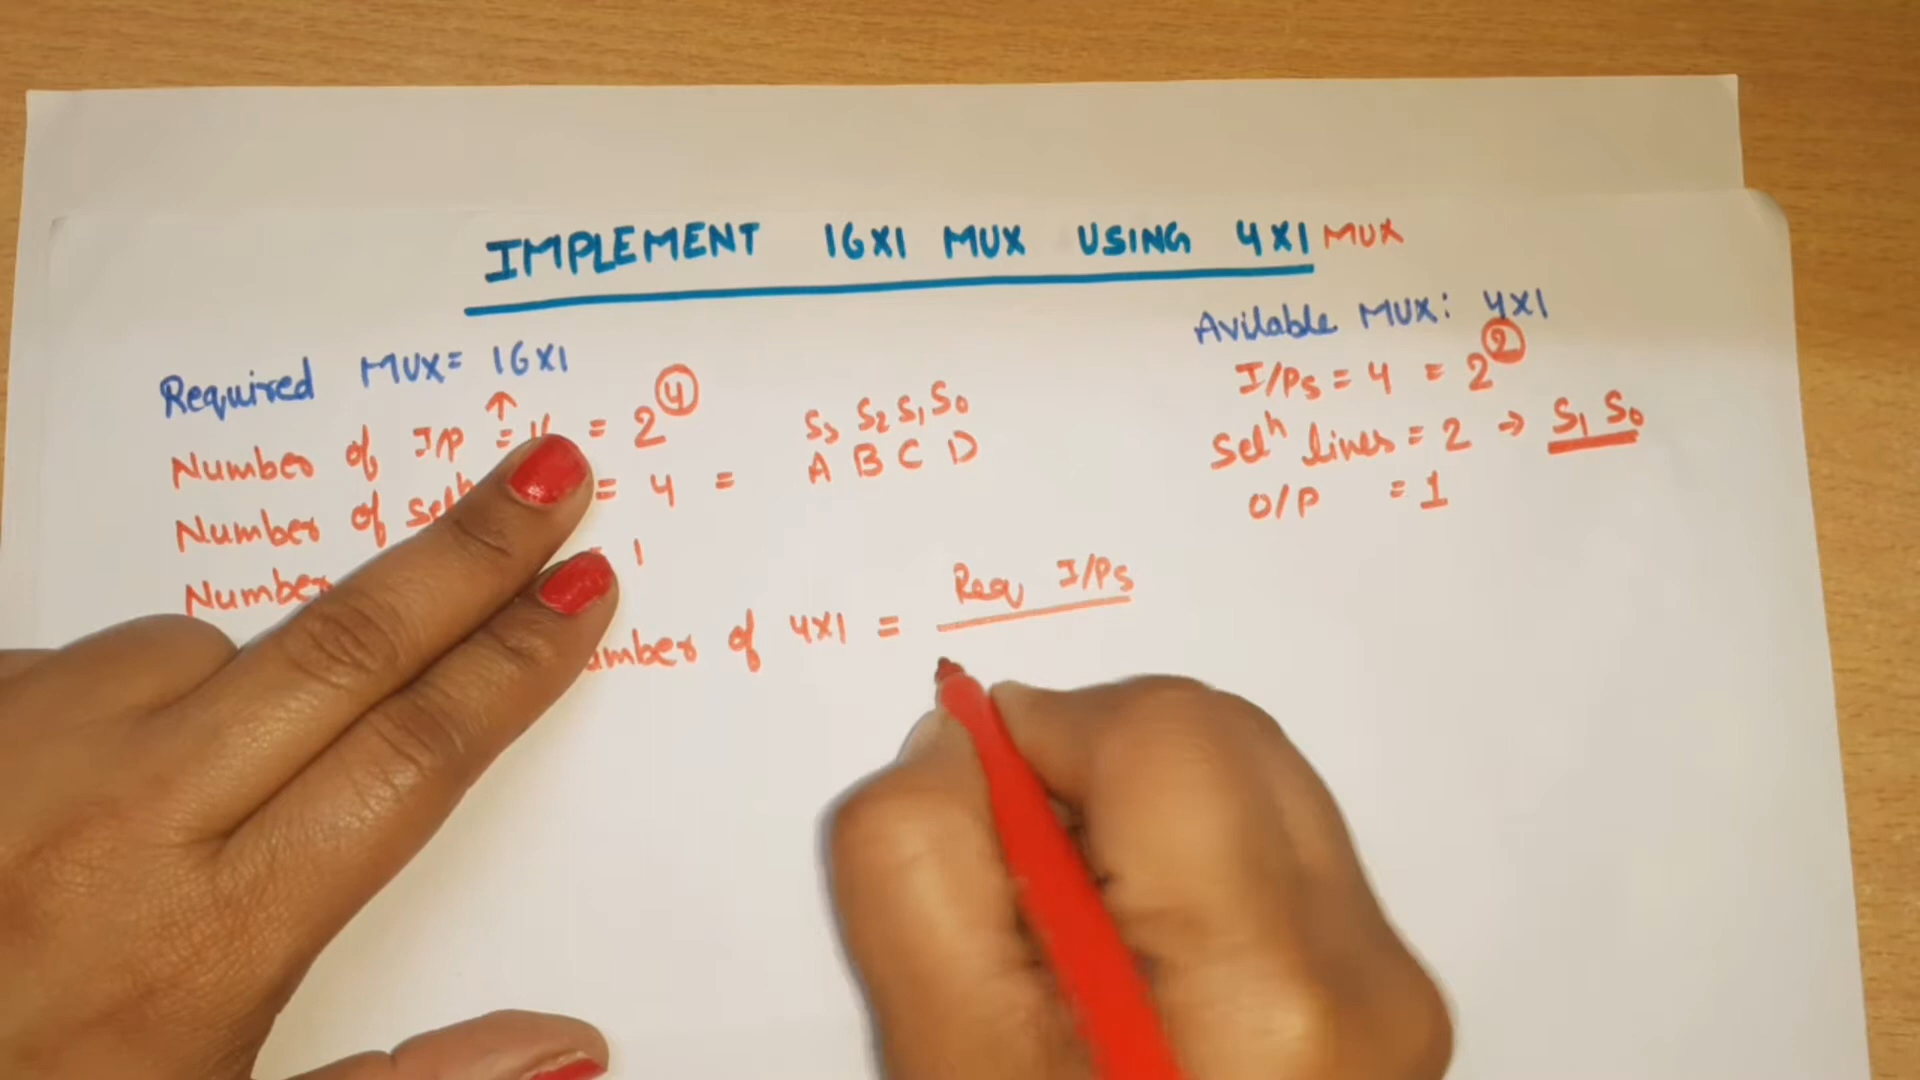 IMPLEMENT 16X1 MUX USING 4X1 MUX
Required MUX= 16X1
Number of I/P = 16 = 2^4
S3 S2 S1 S0
Number of = 4 = A B C D
Number = 1
Avilable MUX: 4X1
I/Ps = 4 = 2^2
Selⁿ lines = 2 → S1 S0
O/P = 1
of 4X1 = Req I/Ps